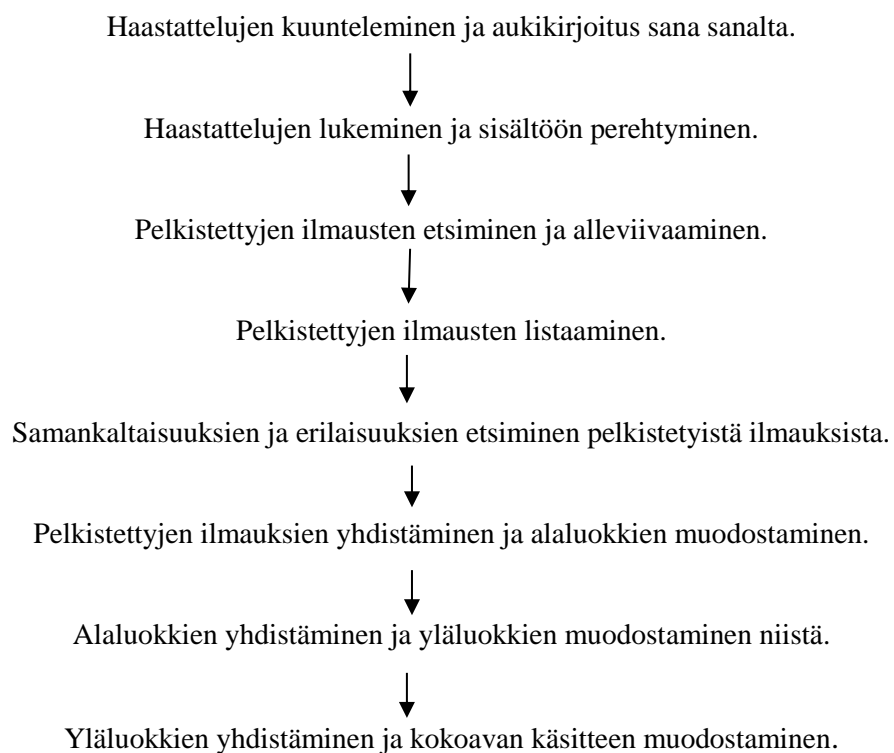 Haastattelujen kuunteleminen ja aukikirjoitus sana sanalta.
Haastattelujen lukeminen ja sisältöön perehtyminen.
Pelkistettyjen ilmausten etsiminen ja alleviivaaminen.
Pelkistettyjen ilmausten listaaminen.
Samankaltaisuuksien ja erilaisuuksien etsiminen pelkistetyistä ilmauksista.
Pelkistettyjen ilmauksien yhdistäminen ja alaluokkien muodostaminen.
Alaluokkien yhdistäminen ja yläluokkien muodostaminen niistä.
Yläluokkien yhdistäminen ja kokoavan käsitteen muodostaminen.